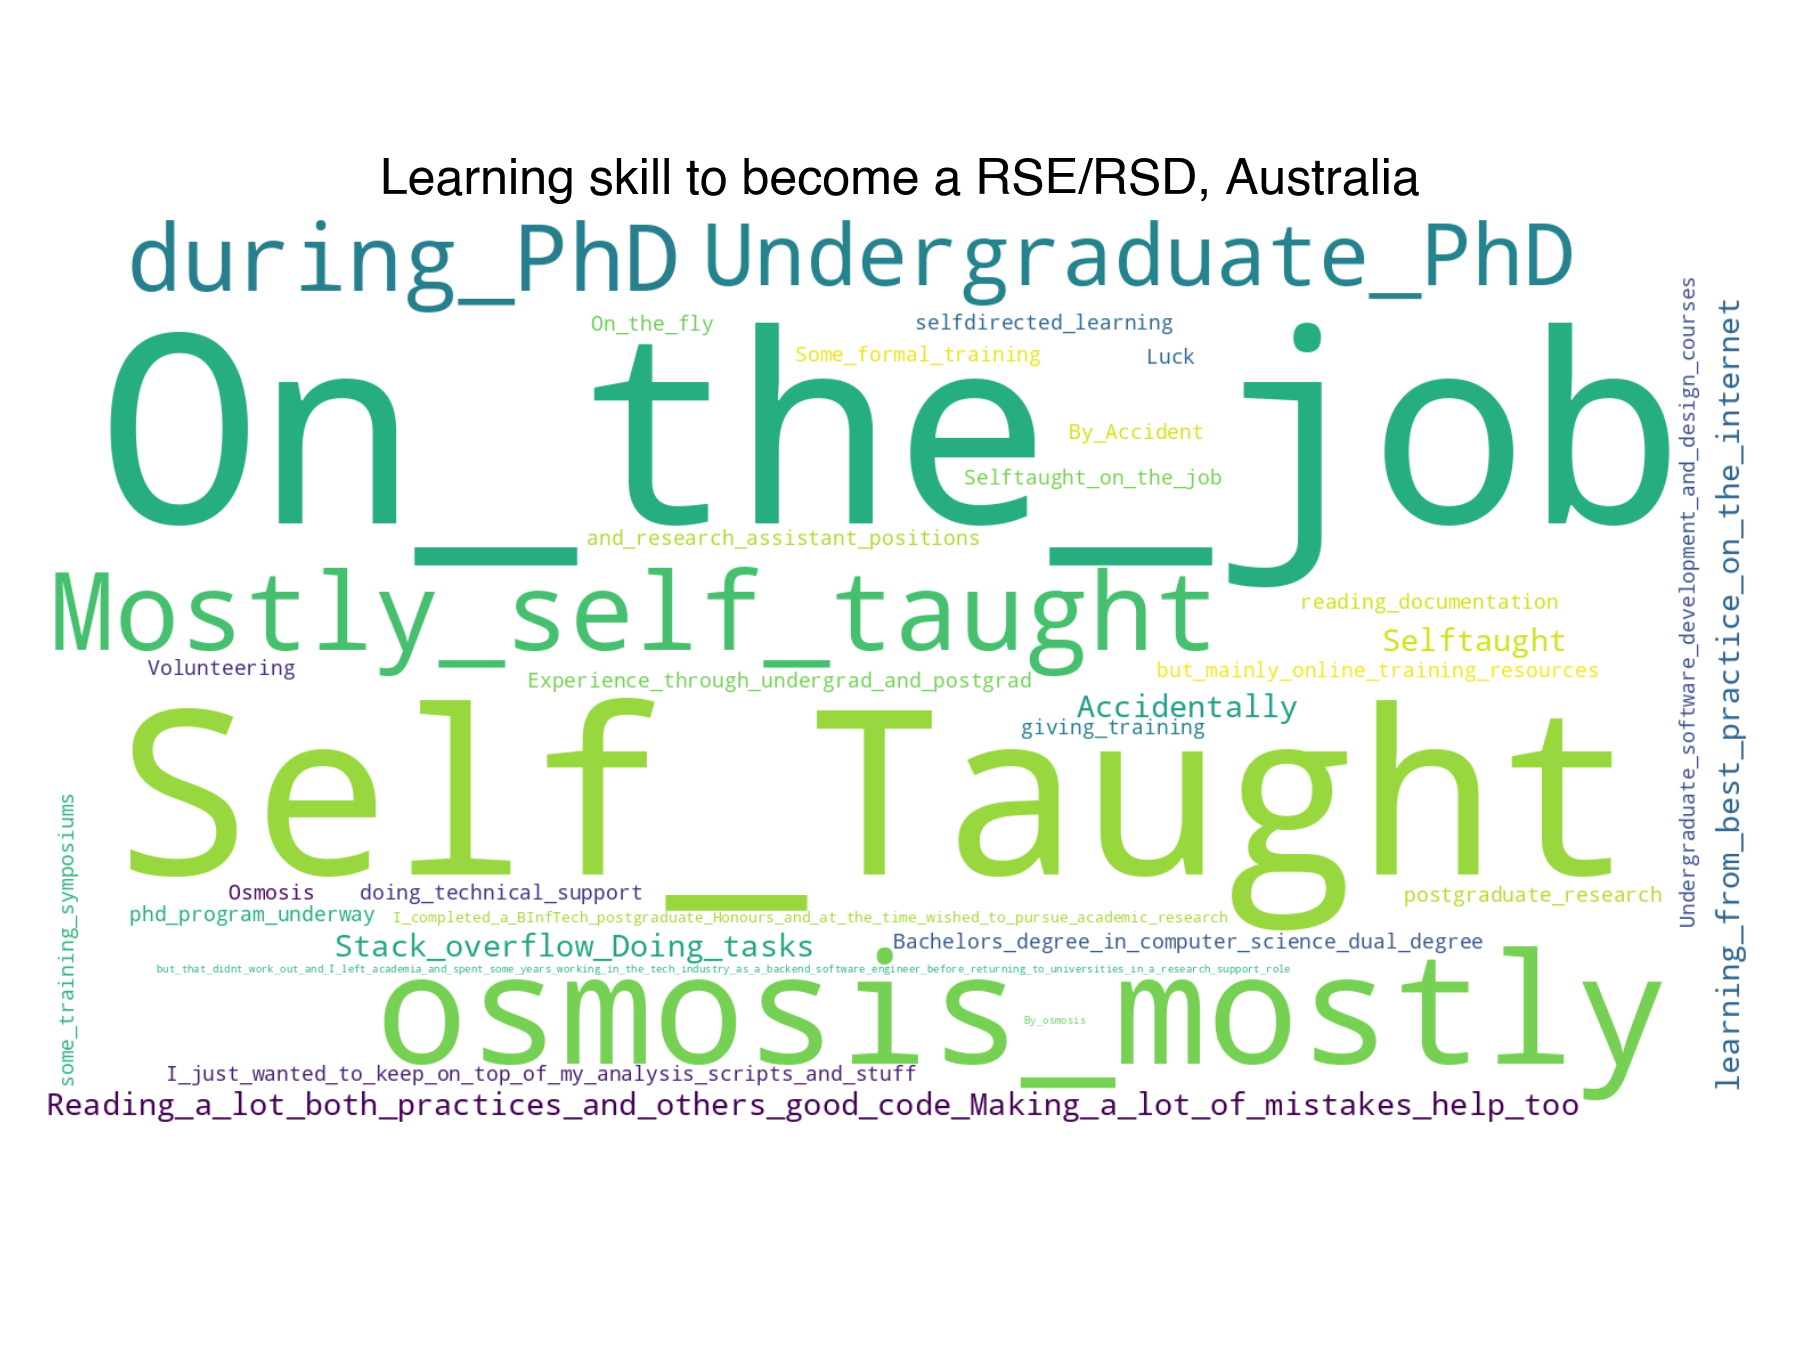 Learning skill to become a RSE/RSD, Australia
during_PhD
Undergraduate_PhD
On_the_fly
selfdirected_learning
Some_formal_training
Luck
On_the_job
By_Accident
Selftaught_on_the_job
and_research_assistant_positions
Mostly_self_taught
reading_documentation
Selftaught
Volunteering
Experience_through_undergrad_and_postgrad
but_mainly_online_training_resources
Accidentally
giving_training
Self_Taught
Osmosis
doing_technical_support
postgraduate_research
phd_program_underway
I_completed_a_BInfTech_postgraduate_Honours_and_at_the_time_wished_to_pursue_academic_research
Stack_overflow_Doing_tasks
Bachelors_degree_in_computer_science_dual_degree
but_that_didnt_work_out_and_I_left_academia_and_spent_some_years_working_in_the_tech_industry_as_a_backend_software_engineer_before_returning_to_universities_in_a_research_support_role
osmosis_mostly
By_osmosis
I_just_wanted_to_keep_on_top_of_my_analysis_scripts_and_stuff
Reading_a_lot_both_practices_and_others_good_code_Making_a_lot_of_mistakes_help_too
some_training_symposiums
Undergraduate_software_development_and_design_courses
learning_from_best_practice_on_the_internet